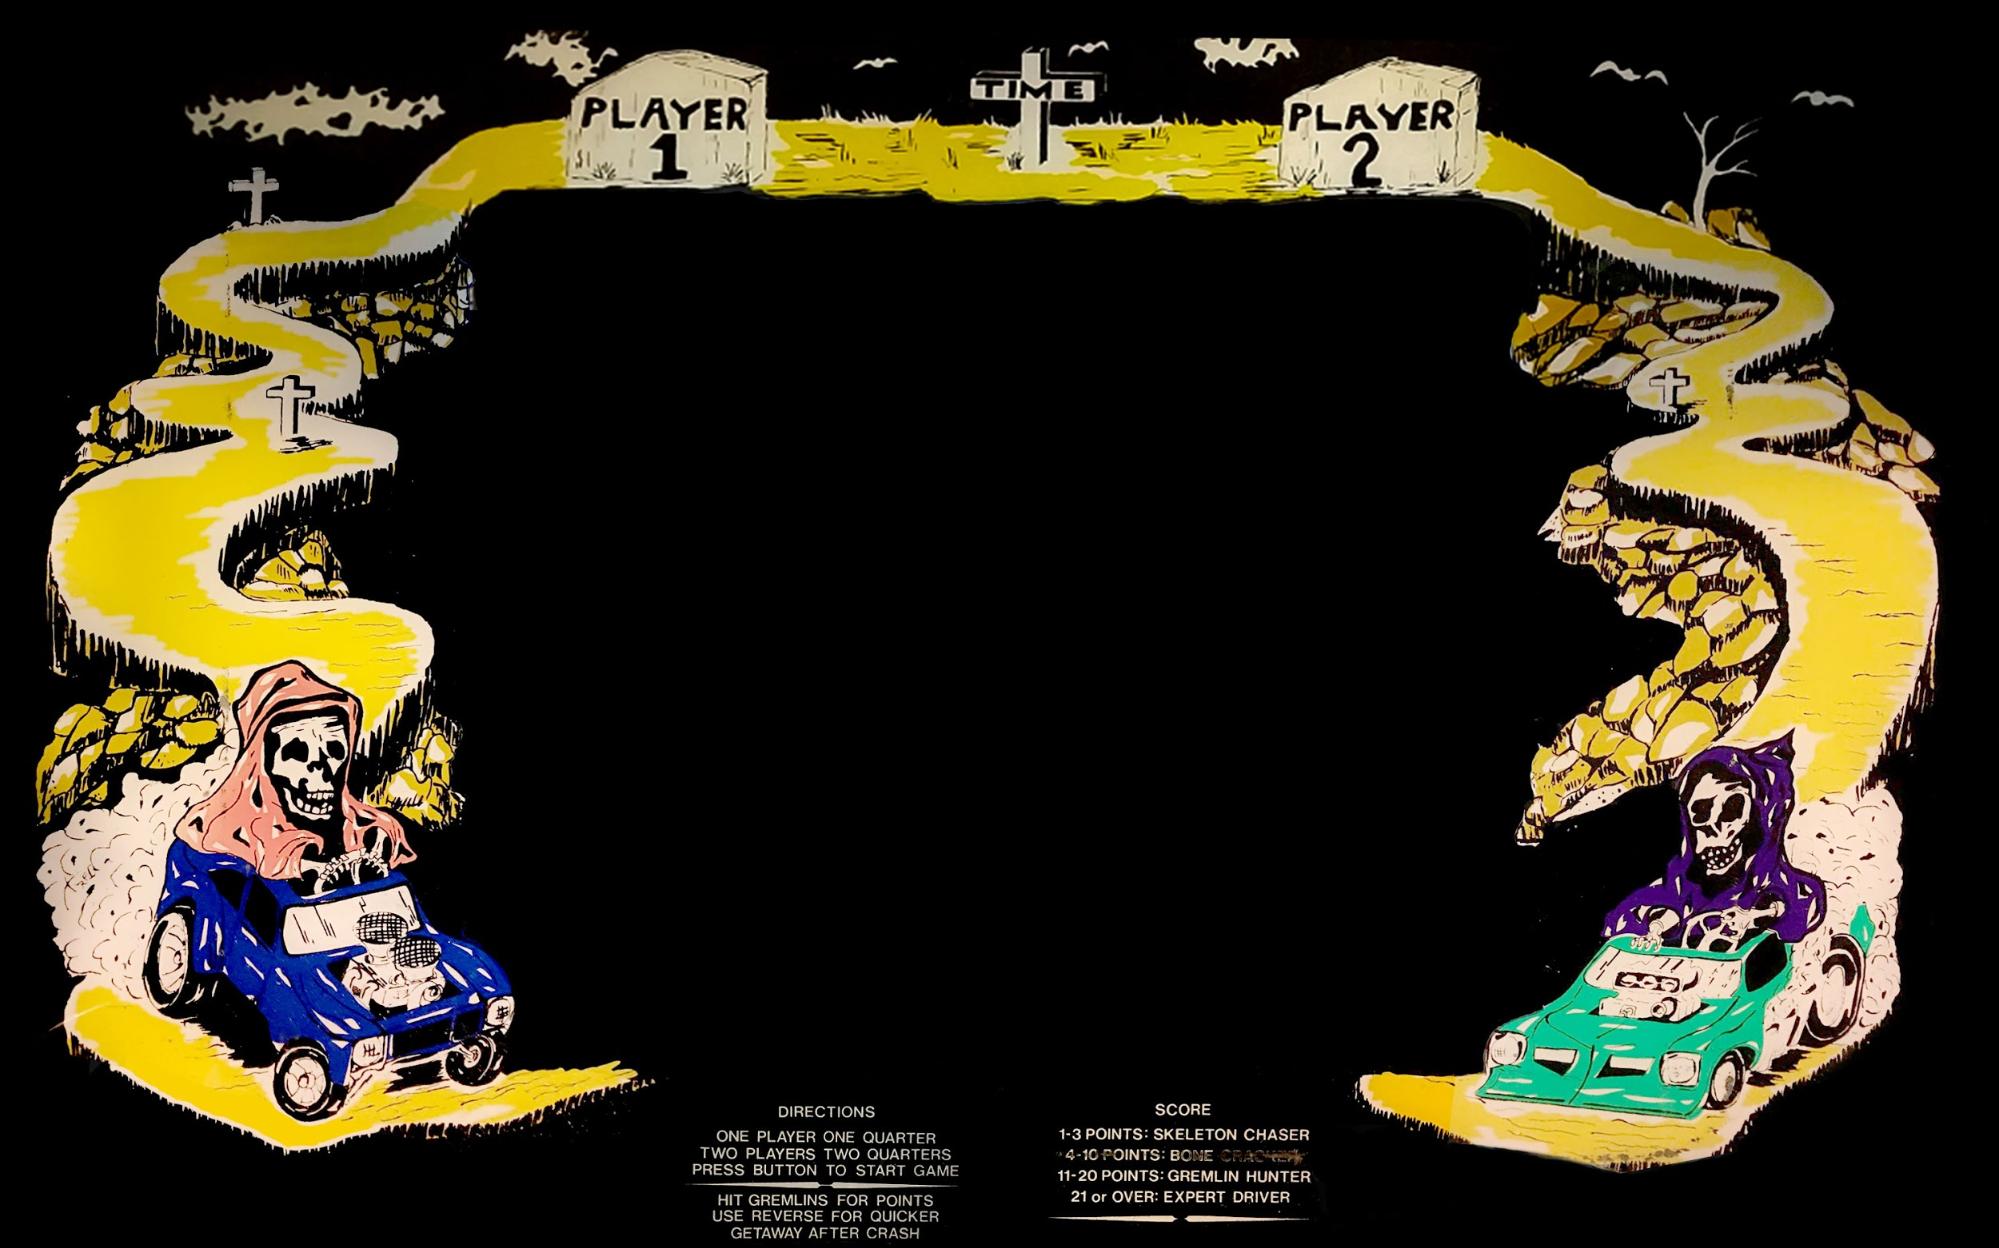 PLAYER
1
TIME
PLAYER
2
DIRECTIONS
ONE PLAYER ONE QUARTER
TWO PLAYERS TWO QUARTERS
PRESS BUTTON TO START GAME
HIT GREMLINS FOR POINTS
USE REVERSE FOR QUICKER
GETAWAY AFTER CRASH
SCORE
1-3 POINTS: SKELETON CHASER
4-10 POINTS: BONE
11-20 POINTS: GREMLIN HUNTER
21 or OVER: EXPERT DRIVER